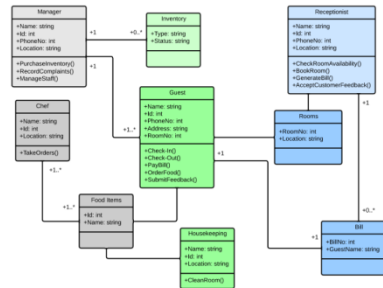 Manager
+Name: string
+Id: int
+PhoneNo: int
+Location: string
+PurchaseInventory()
+RecordComplaints()
+ManageStaff()
+1
+0..*
+1
+1..*
Inventory
+Type: string
+Status: string
Receptionist
+Name: string
+Id: int
+PhoneNo: int
+Location: string
+CheckRoomAvailability()
+BookRoom()
+GenerateBill()
+AcceptCustomerFeedback()
+1
+0..*
Chef
+Name: string
+Id: int
+Location: string
+TakeOrders()
+1..*
+1..*
Guest
+Name: string
+Id: int
+PhoneNo: int
+Address: string
+RoomNo: int
+Check-In()
+Check-Out()
+PayBill()
+OrderFood()
+SubmitFeedback()
+1
+1
Rooms
+RoomNo: int
+Location: string
Food Items
+Id: int
+Name: string
Housekeeping
+Name: string
+Id: int
+Location: string
+CleanRoom()
Bill
+BillNo: int
+GuestName: string